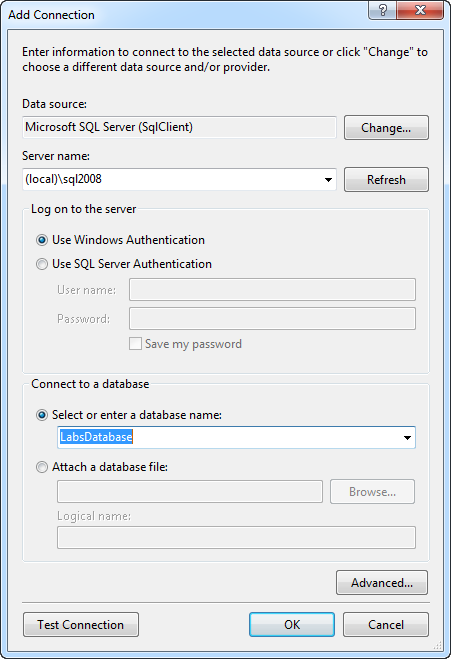 Add Connection
?
Enter information to connect to the selected data source or click "Change" to
choose a different data source and/or provider.
Data source:
Microsoft SQL Server (SqlClient)
Change...
Server name:
(local)\sql2008
Refresh
Log on to the server
Use Windows Authentication
Use SQL Server Authentication
User name:
Password:
Save my password
Connect to a database
Select or enter a database name:
LabsDatabase
Attach a database file:
Browse...
Logical name:
Advanced...
Test Connection
OK
Cancel